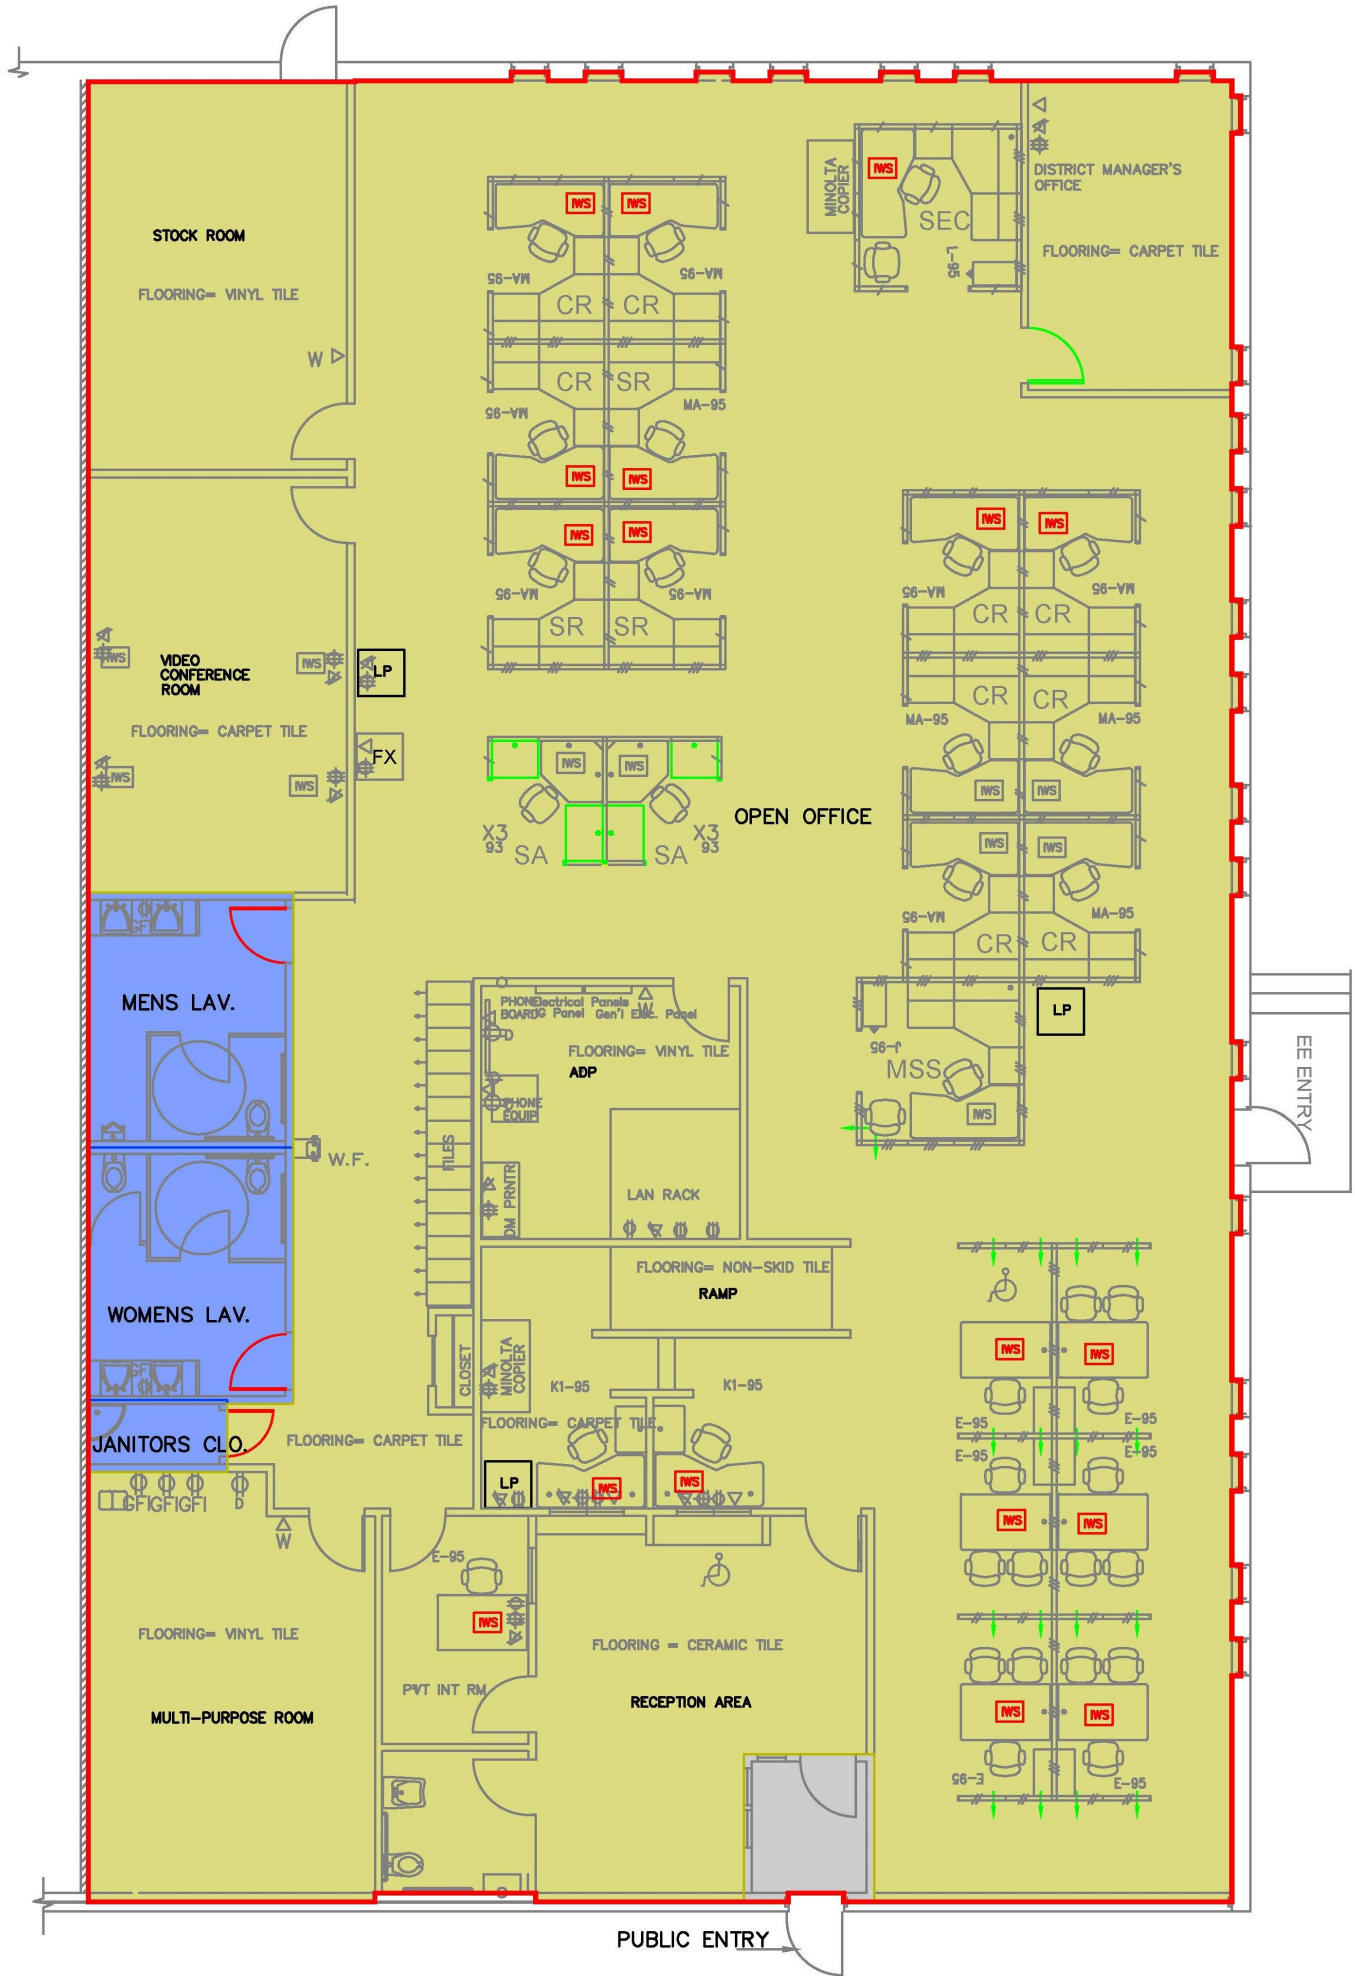 MINOLTA
COPIER
IWS
SEC
L-95
DISTRICT MANAGER'S
OFFICE
FLOORING= CARPET TILE
STOCK ROOM
FLOORING= VINYL TILE
W
IWS
IWS
MA-95
MA-95
CR
CR
CR
SR
MA-95
MA-95
IWS
IWS
IWS
IWS
MA-95
MA-95
SR
SR
IWS
IWS
MA-95
MA-95
CR
CR
CR
CR
MA-95
MA-95
IWS
IWS
IWS
IWS
MA-95
MA-95
CR
CR
IWS
IWS
VIDEO
CONFERENCE
ROOM
FLOORING= CARPET TILE
IWS
IWS
LP
FX
IWS
IWS
X3
93
SA
SA
X3
93
OPEN OFFICE
GFI
MENS LAV.
W.F.
WOMENS LAV.
GFI
JANITORS CLO.
FILES
CLOSET
PHONE
BOARD
Electrical Panels
IG Panel
Gen'l Elec. Panel
W
D
FLOORING= VINYL TILE
ADP
PHONE
EQUIP
DM PRNTR
LAN RACK
LP
J-95
MSS
IWS
EE ENTRY
FLOORING= NON-SKID TILE
RAMP
MINOLTA
COPIER
K1-95
K1-95
FLOORING= CARPET TILE
FLOORING= CARPET TILE
LP
IWS
IWS
IWS
IWS
E-95
E-95
E-95
E-95
IWS
IWS
IWS
IWS
E-95
E-95
GFI
GFI
GFI
D
W
E-95
IWS
FLOORING= VINYL TILE
MULTI-PURPOSE ROOM
PVT INT RM
FLOORING = CERAMIC TILE
RECEPTION AREA
PUBLIC ENTRY